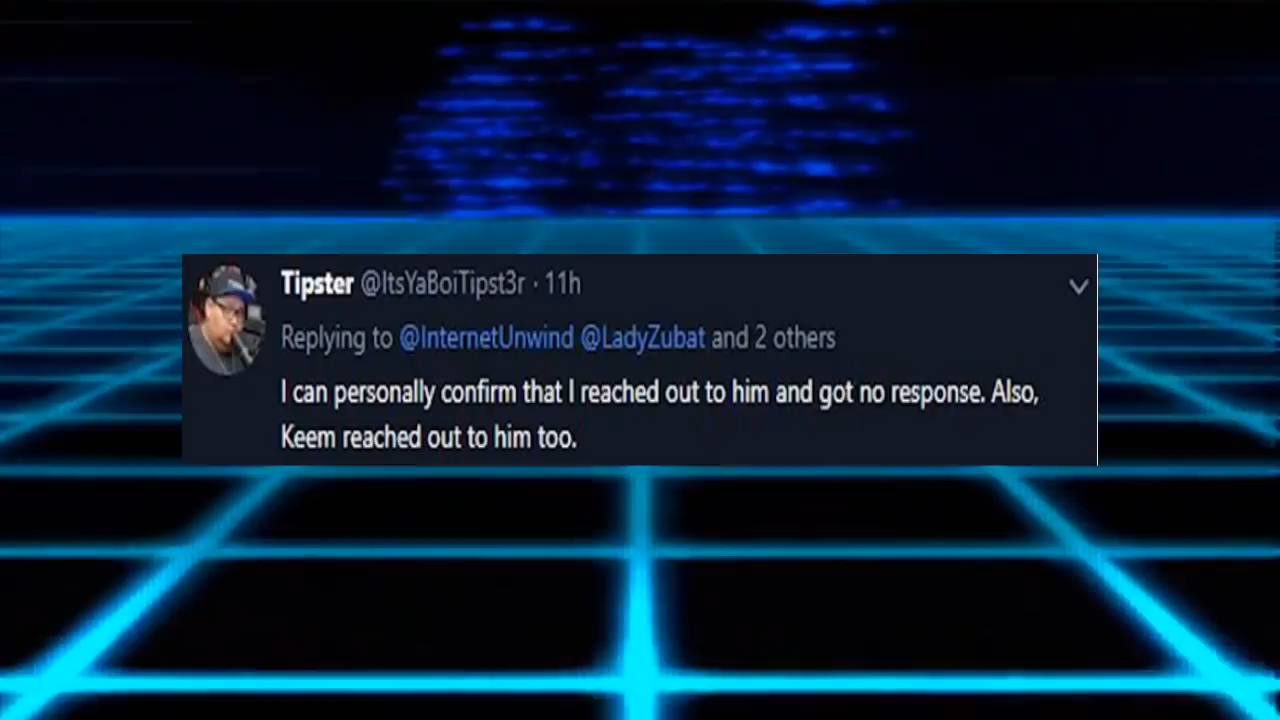 Tipster @ItsYaBoiTipst3r · 11h
Replying to @InternetUnwind @LadyZubat and 2 others
I can personally confirm that I reached out to him and got no response. Also,
Keem reached out to him too.